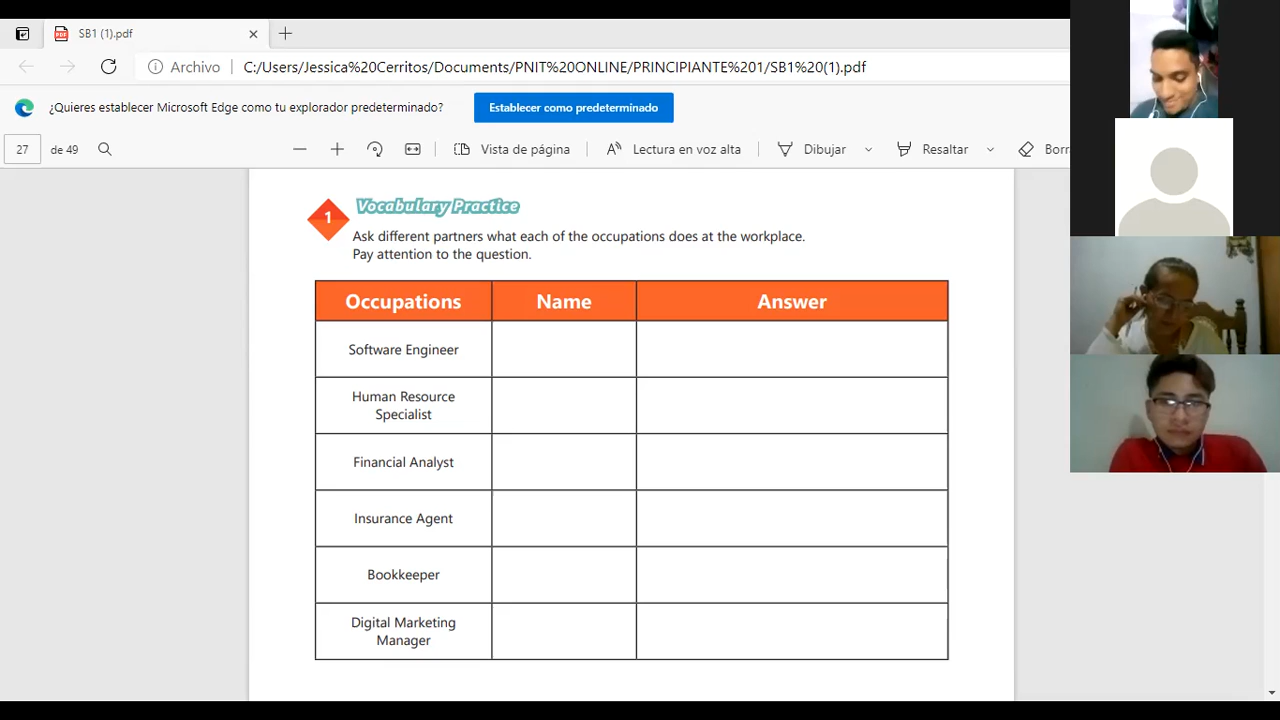 SB1 (1).pdf
Archivo C:/Users/Jessica%20Cerritos/Documents/PNIT%20ONLINE/PRINCIPIANTE%201/SB1%20(1).pdf
¿Quieres establecer Microsoft Edge como tu explorador predeterminado? Establecer como predeterminado
27 de 49 Vista de página Lectura en voz alta Dibujar Resaltar Borr
1 Vocabulary Practice
Ask different partners what each of the occupations does at the workplace.
Pay attention to the question.
Occupations Name Answer
Software Engineer
Human Resource
Specialist
Financial Analyst
Insurance Agent
Bookkeeper
Digital Marketing
Manager